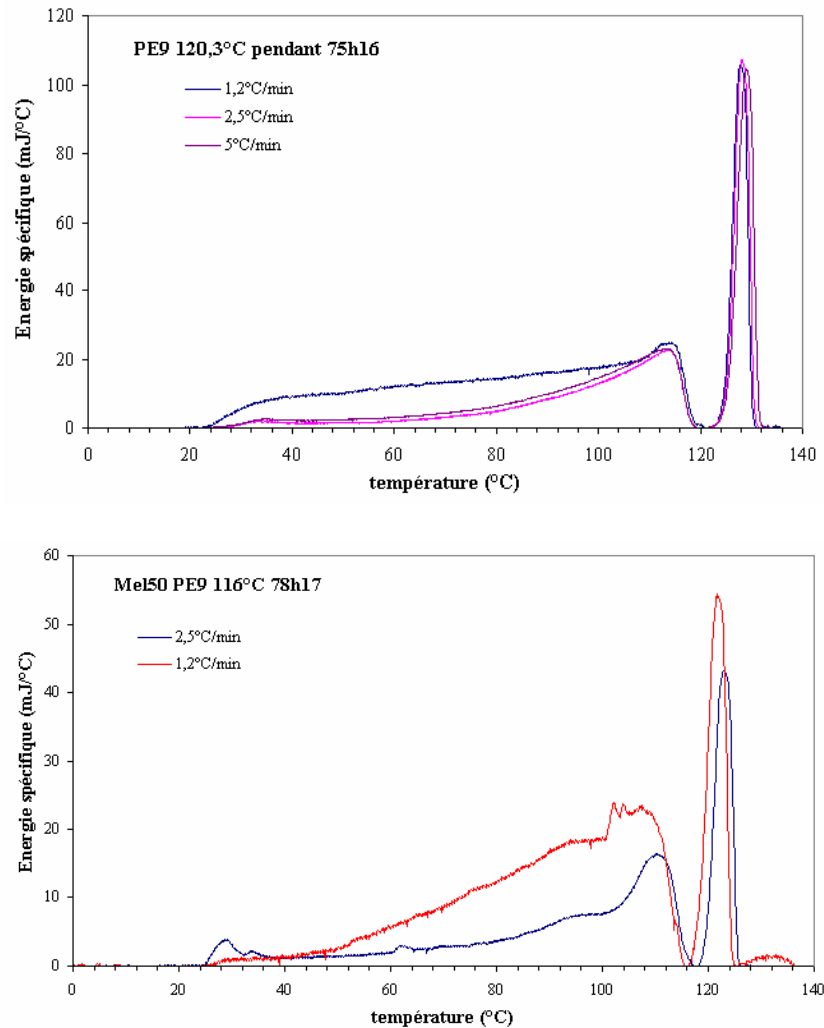 PE9 120,3°C pendant 75h16
1,2°C/min
2,5°C/min
5°C/min
Energie spécifique (mJ/°C)
120
100
80
60
40
20
0
0 20 40 60 80 100 120 140
température (°C)
Mel50 PE9 116°C 78h17
2,5°C/min
1,2°C/min
Energie spécifique (mJ/°C)
60
50
40
30
20
10
0
0 20 40 60 80 100 120 140
température (°C)